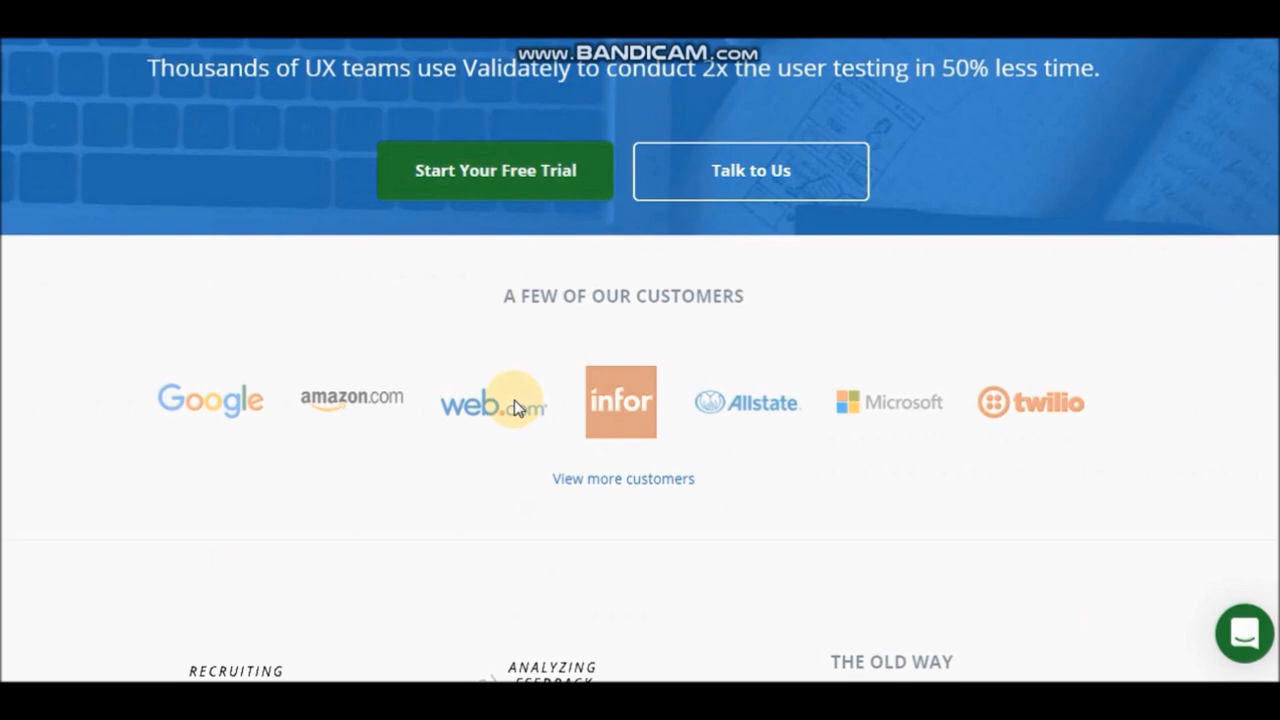 www.BANDICAM.com
Thousands of UX teams use Validately to conduct 2x the user testing in 50% less time.
Start Your Free Trial
Talk to Us
A FEW OF OUR CUSTOMERS
Google
amazon.com
web.com
infor
Allstate
Microsoft
twilio
View more customers
RECRUITING
ANALYZING
FEEDBACK
THE OLD WAY